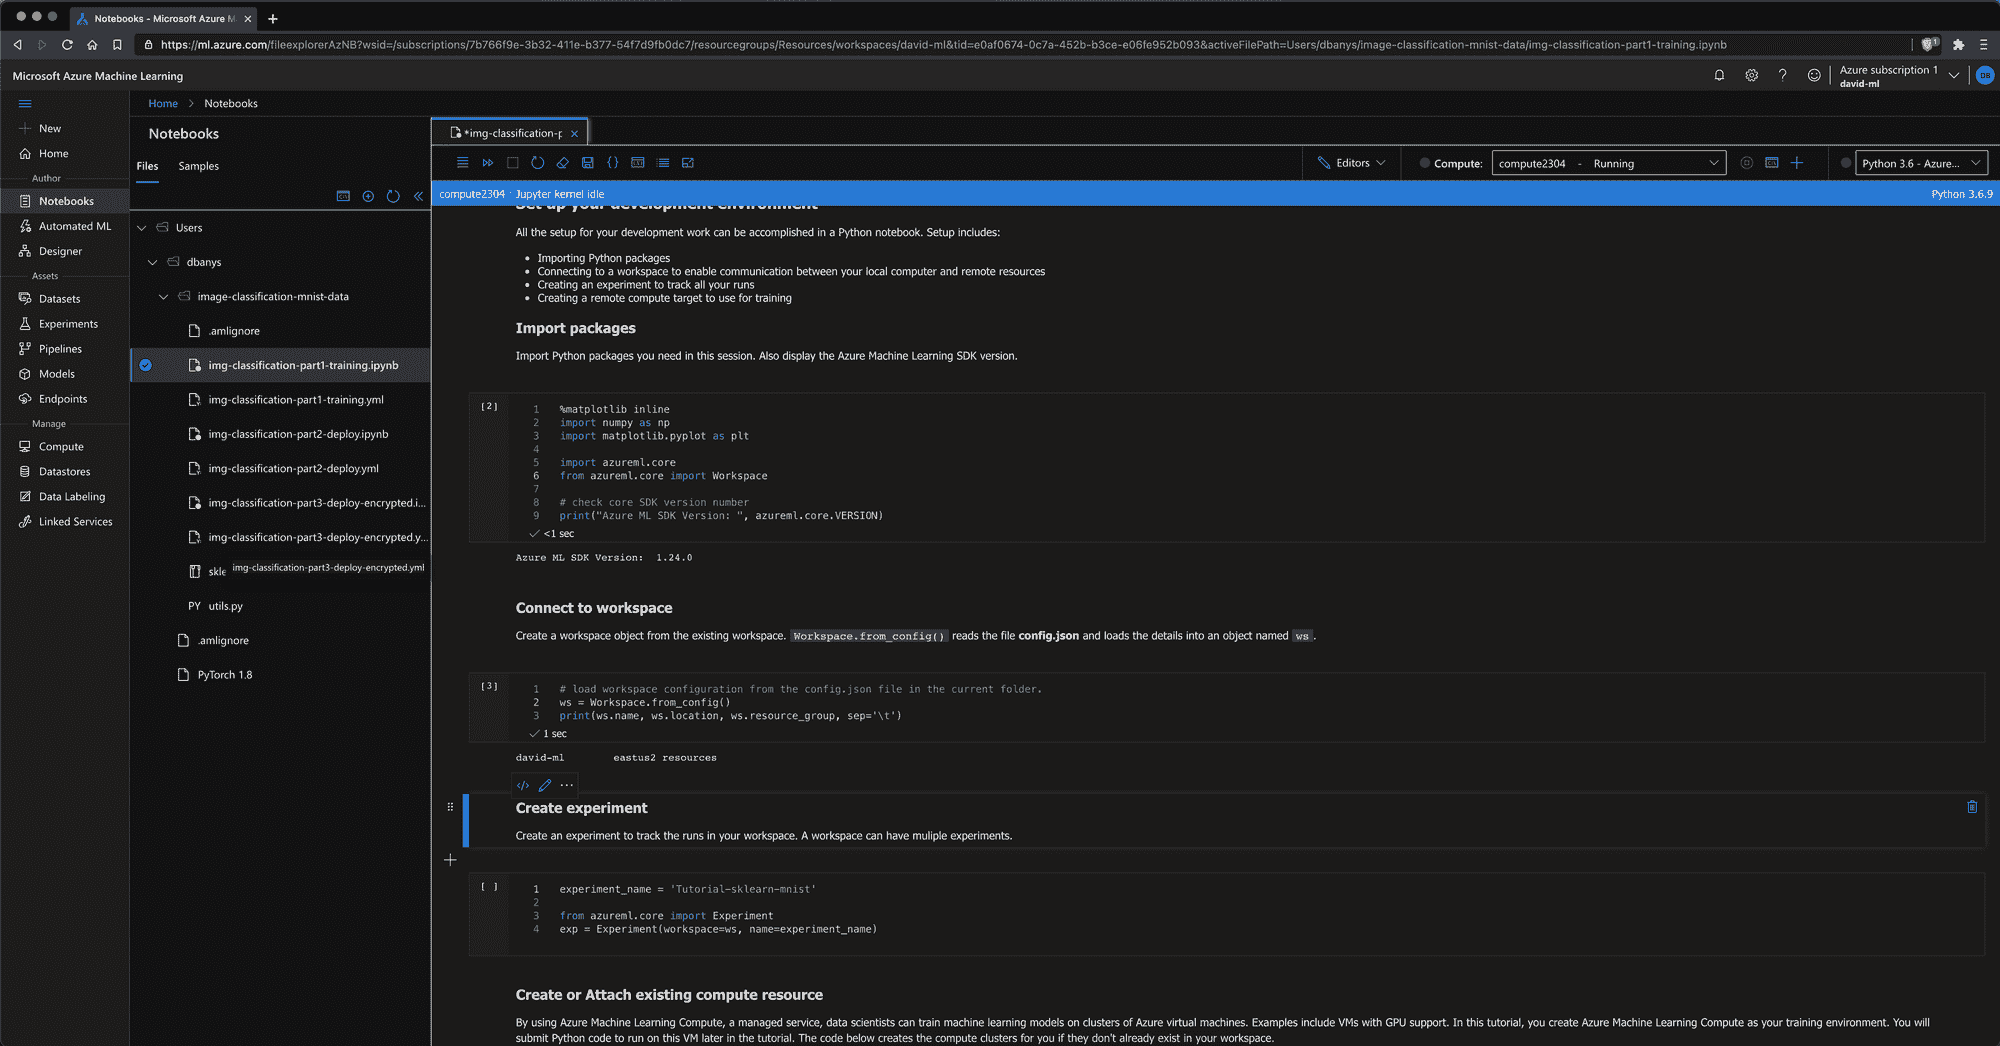 Notebooks - Microsoft Azure M
https://ml.azure.com/fileexplorerAzNB?wsid=/subscriptions/7b766f9e-3b32-411e-b377-54f7d9fb0dc7/resourcegroups/Resources/workspaces/david-ml&tid=e0af0674-0c7a-452b-b3ce-e06fe952b093&activeFilePath=Users/dbanys/image-classification-mnist-data/img-classification-part1-training.ipynb
1
Microsoft Azure Machine Learning
Azure subscription 1
david-ml
DB
New
Home
Author
Notebooks
Automated ML
Designer
Assets
Datasets
Experiments
Pipelines
Models
Endpoints
Manage
Compute
Datastores
Data Labeling
Linked Services
Home > Notebooks
Notebooks
Files Samples
Users
dbanys
image-classification-mnist-data
.amlignore
img-classification-part1-training.ipynb
img-classification-part1-training.yml
img-classification-part2-deploy.ipynb
img-classification-part2-deploy.yml
img-classification-part3-deploy-encrypted.i...
img-classification-part3-deploy-encrypted.y...
skle img-classification-part3-deploy-encrypted.yml
PY utils.py
.amlignore
PyTorch 1.8
*img-classification-p
Editors
Compute: compute2304 - Running
Python 3.6 - Azure...
compute2304 · Jupyter kernel idle
Python 3.6.9
Set up your development environment
All the setup for your development work can be accomplished in a Python notebook. Setup includes:
• Importing Python packages
• Connecting to a workspace to enable communication between your local computer and remote resources
• Creating an experiment to track all your runs
• Creating a remote compute target to use for training
Import packages
Import Python packages you need in this session. Also display the Azure Machine Learning SDK version.
[2]
1 %matplotlib inline
2 import numpy as np
3 import matplotlib.pyplot as plt
4
5 import azureml.core
6 from azureml.core import Workspace
7
8 # check core SDK version number
9 print("Azure ML SDK Version: ", azureml.core.VERSION)
<1 sec
Azure ML SDK Version:  1.24.0
Connect to workspace
Create a workspace object from the existing workspace. Workspace.from_config() reads the file config.json and loads the details into an object named ws .
[3]
1 # load workspace configuration from the config.json file in the current folder.
2 ws = Workspace.from_config()
3 print(ws.name, ws.location, ws.resource_group, sep='\t')
1 sec
david-ml eastus2 resources
Create experiment
Create an experiment to track the runs in your workspace. A workspace can have muliple experiments.
[ ]
1 experiment_name = 'Tutorial-sklearn-mnist'
2
3 from azureml.core import Experiment
4 exp = Experiment(workspace=ws, name=experiment_name)
Create or Attach existing compute resource
By using Azure Machine Learning Compute, a managed service, data scientists can train machine learning models on clusters of Azure virtual machines. Examples include VMs with GPU support. In this tutorial, you create Azure Machine Learning Compute as your training environment. You will
submit Python code to run on this VM later in the tutorial. The code below creates the compute clusters for you if they don't already exist in your workspace.